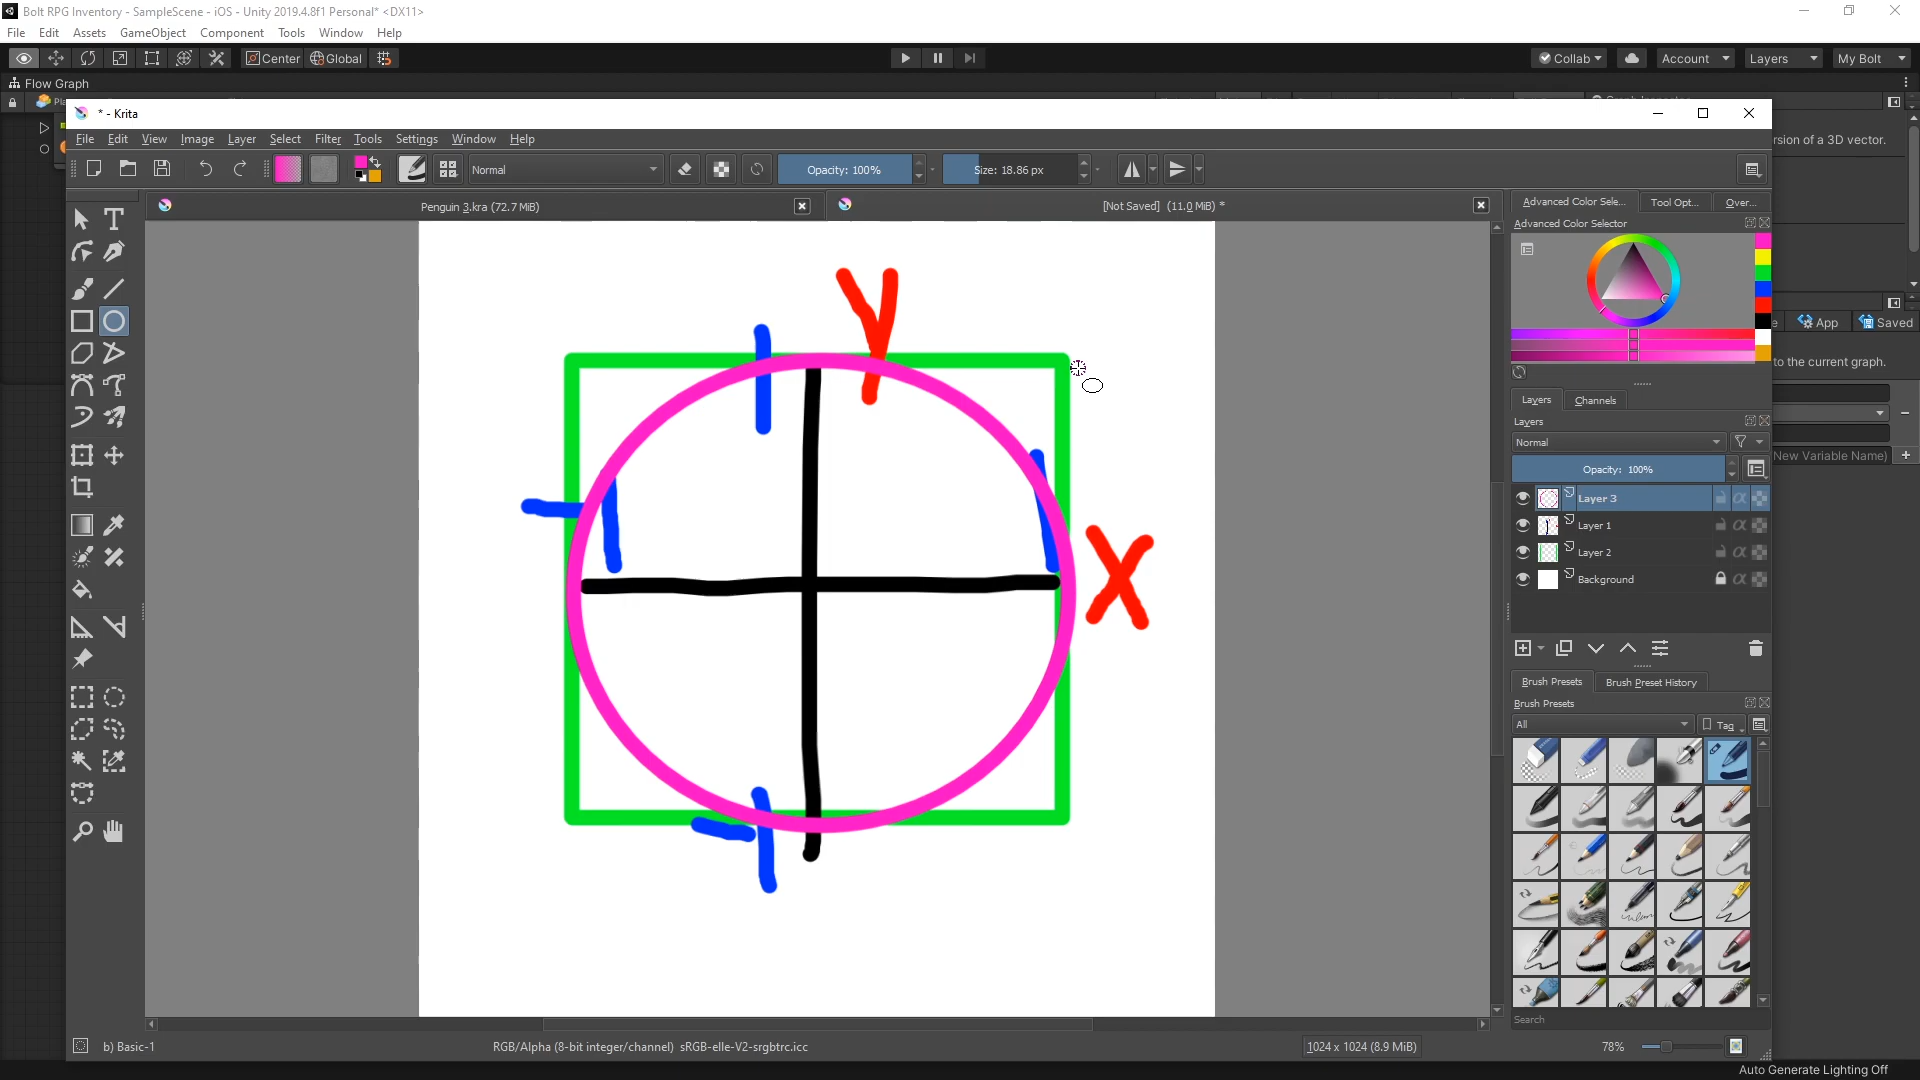 Bolt RPG Inventory - SampleScene - iOS - Unity 2019.4.8f1 Personal* <DX11>
File Edit Assets GameObject Component Tools Window Help
Center Global Collab Account Layers My Bolt
Flow Graph
* - Krita
File Edit View Image Layer Select Filter Tools Settings Window Help
rsion of a 3D vector.
Normal Opacity: 100% Size: 18.86 px
Penguin 3.kra (72.7 MiB) [Not Saved] (11.0 MiB) *
Advanced Color Sele... Tool Opt... Over...
Advanced Color Selector
App Saved
to the current graph.
Layers Channels
Layers
Normal
New Variable Name)
Opacity: 100%
Layer 3
Layer 1
Layer 2
Background
Brush Presets Brush Preset History
Brush Presets
All Tag
Search
y
1
1
-1
X
-1
b) Basic-1 RGB/Alpha (8-bit integer/channel) sRGB-elle-V2-srgbtrc.icc 1024 x 1024 (8.9 MiB) 78%
Auto Generate Lighting Off